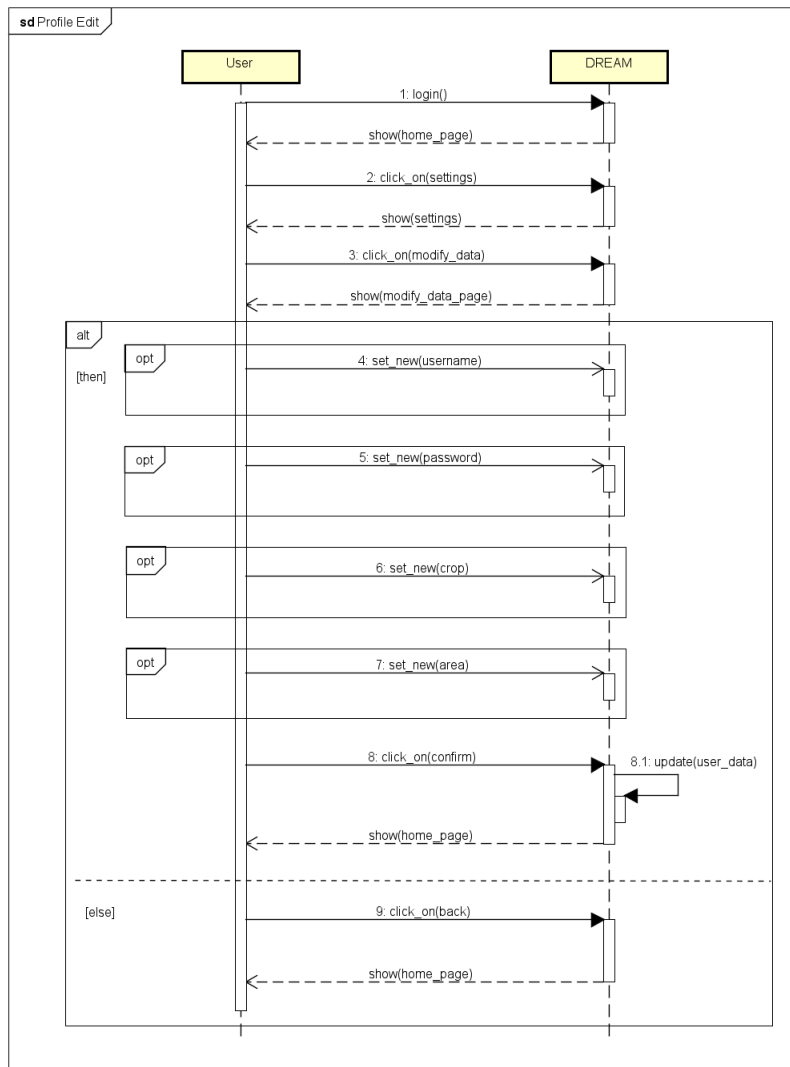 sd Profile Edit
User
DREAM
1: login()
show(home_page)
2: click_on(settings)
show(settings)
3: click_on(modify_data)
show(modify_data_page)
alt
[then]
opt
4: set_new(username)
opt
5: set_new(password)
opt
6: set_new(crop)
opt
7: set_new(area)
8: click_on(confirm)
8.1: update(user_data)
show(home_page)
[else]
9: click_on(back)
show(home_page)